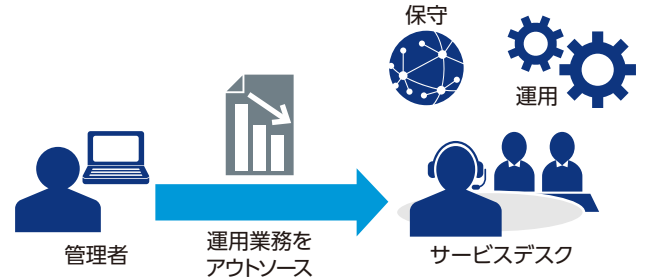 保守
運用
管理者
運用業務を
アウトソース
サービスデスク